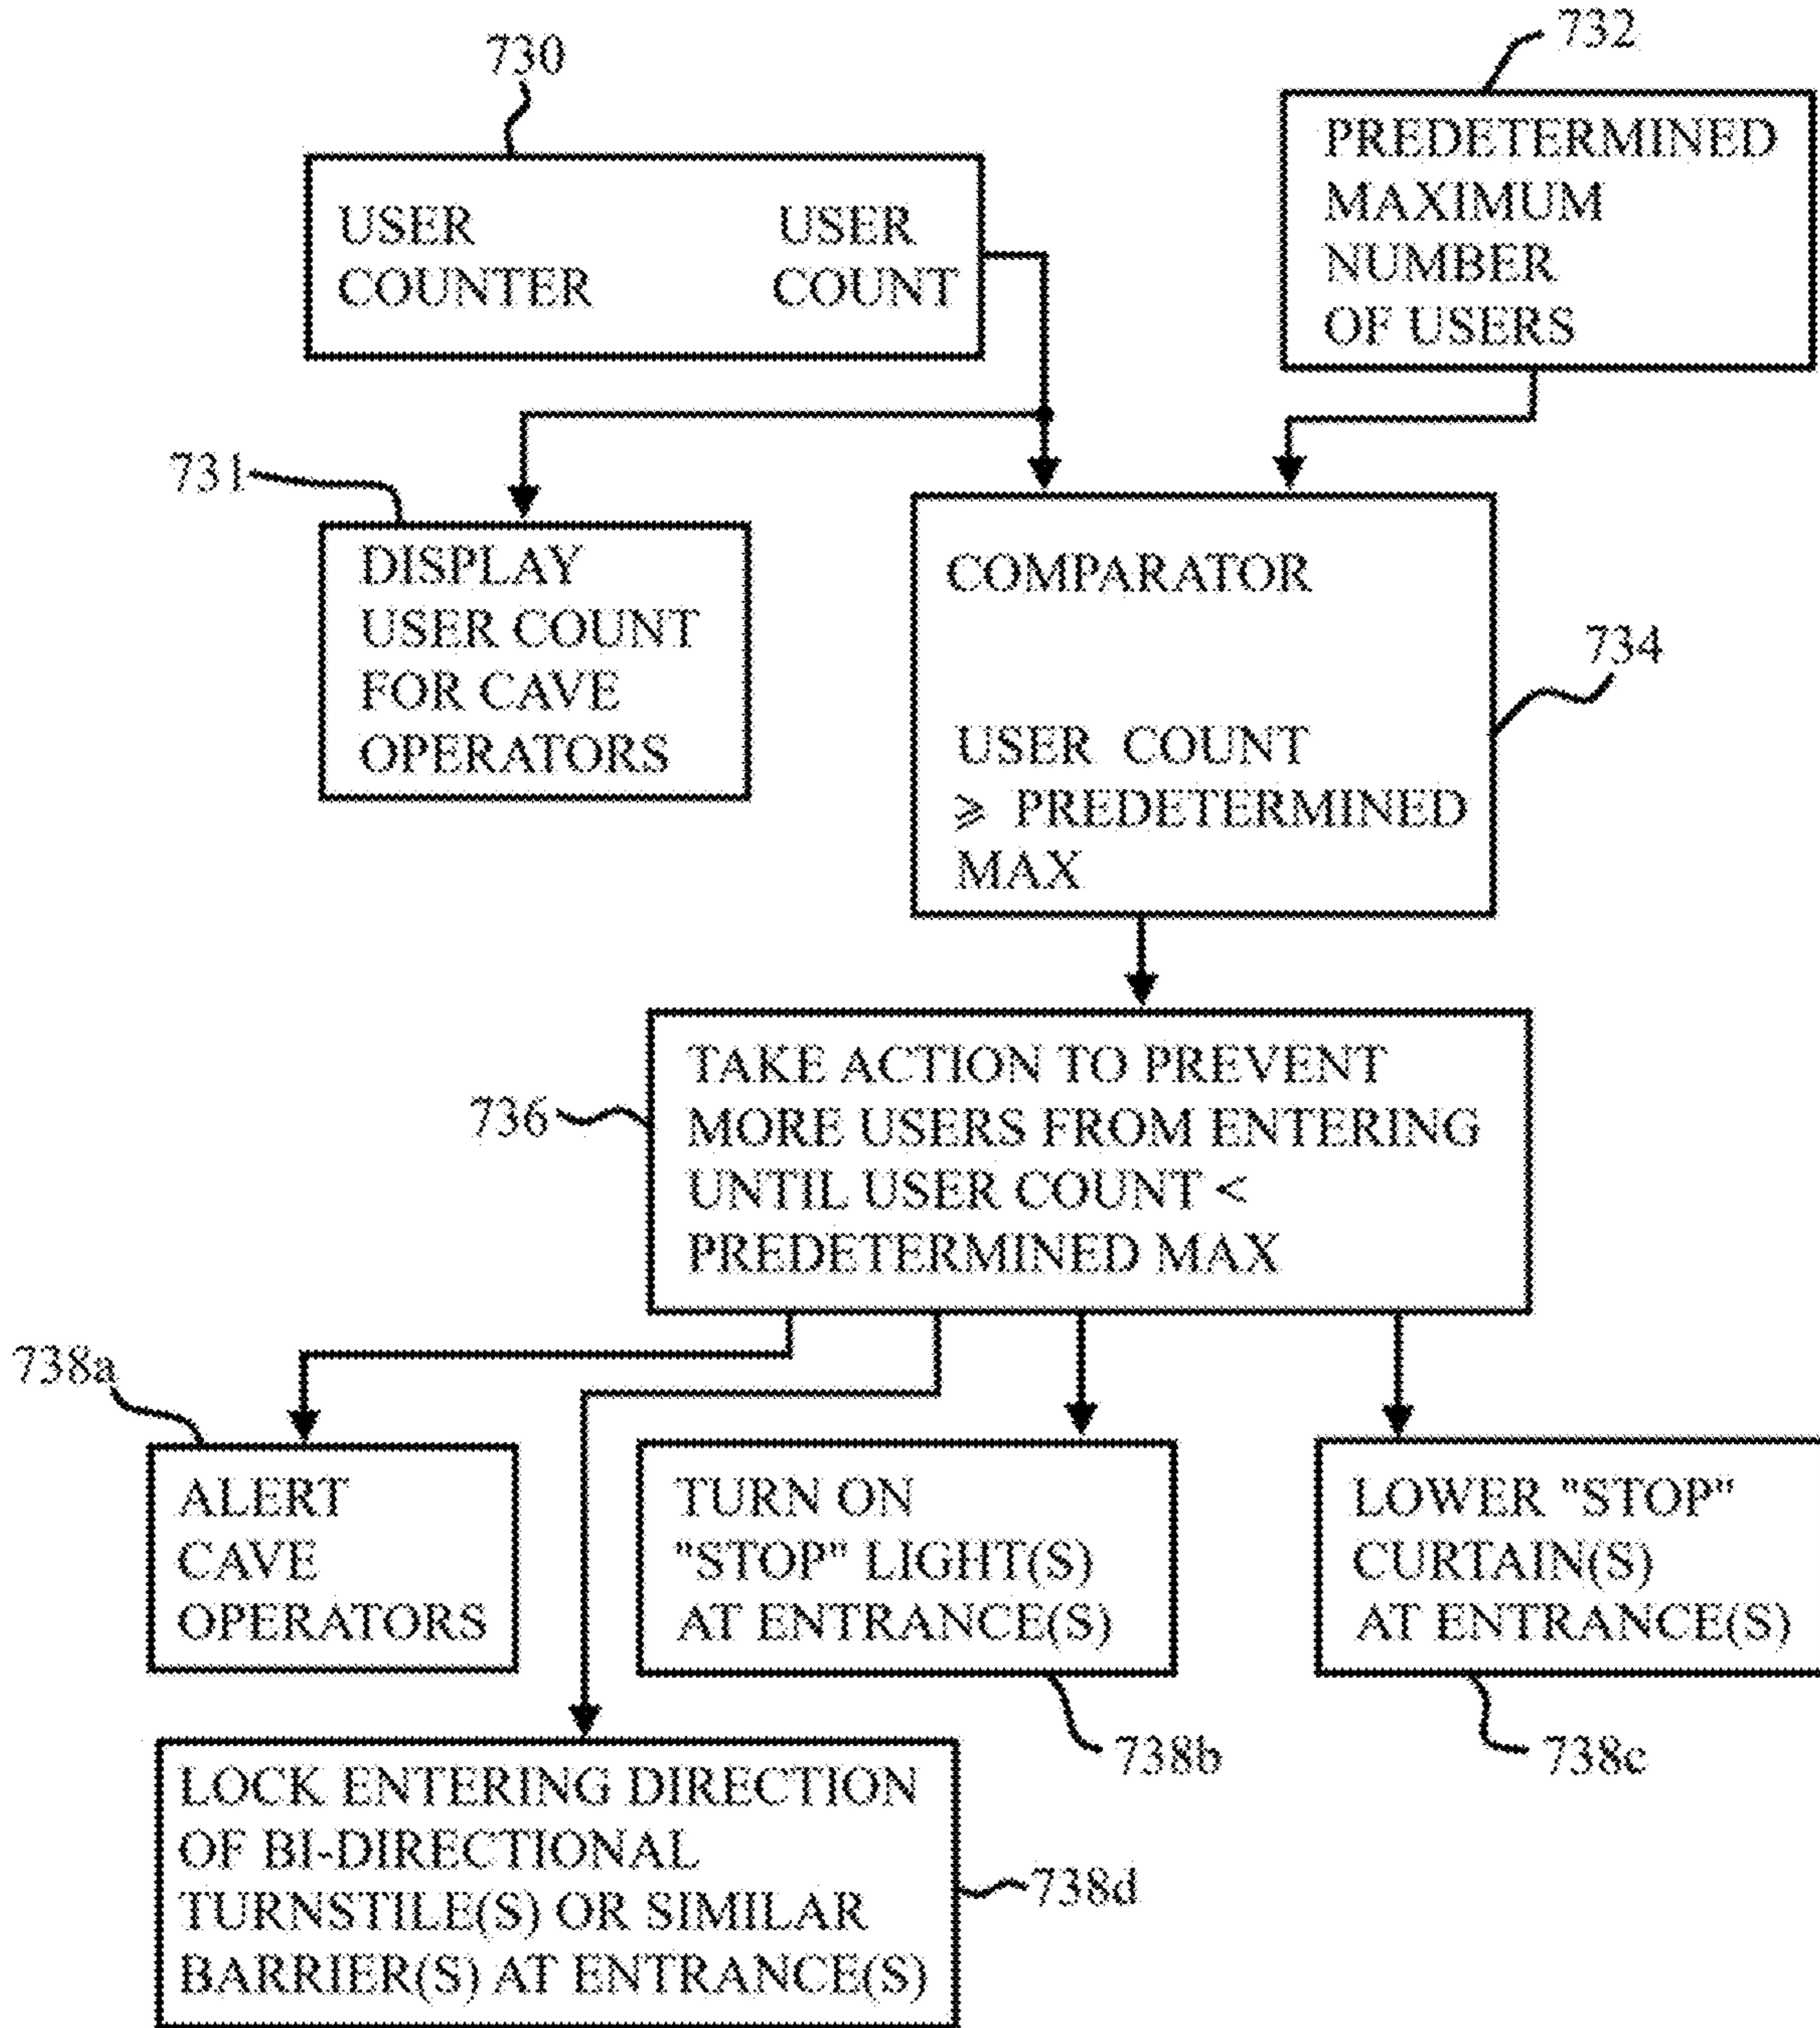 730
732
USER COUNTER
USER COUNT
PREDETERMINED
MAXIMUM
NUMBER
OF USERS
731
DISPLAY
USER COUNT
FOR CAVE
OPERATORS
COMPARATOR
USER COUNT
⩾ PREDETERMINED
MAX
734
736
TAKE ACTION TO PREVENT
MORE USERS FROM ENTERING
UNTIL USER COUNT <
PREDETERMINED MAX
738a
ALERT
CAVE
OPERATORS
TURN ON
"STOP" LIGHT(S)
AT ENTRANCE(S)
LOWER "STOP"
CURTAIN(S)
AT ENTRANCE(S)
738b
738c
LOCK ENTERING DIRECTION
OF BI-DIRECTIONAL
TURNSTILE(S) OR SIMILAR
BARRIER(S) AT ENTRANCE(S)
738d